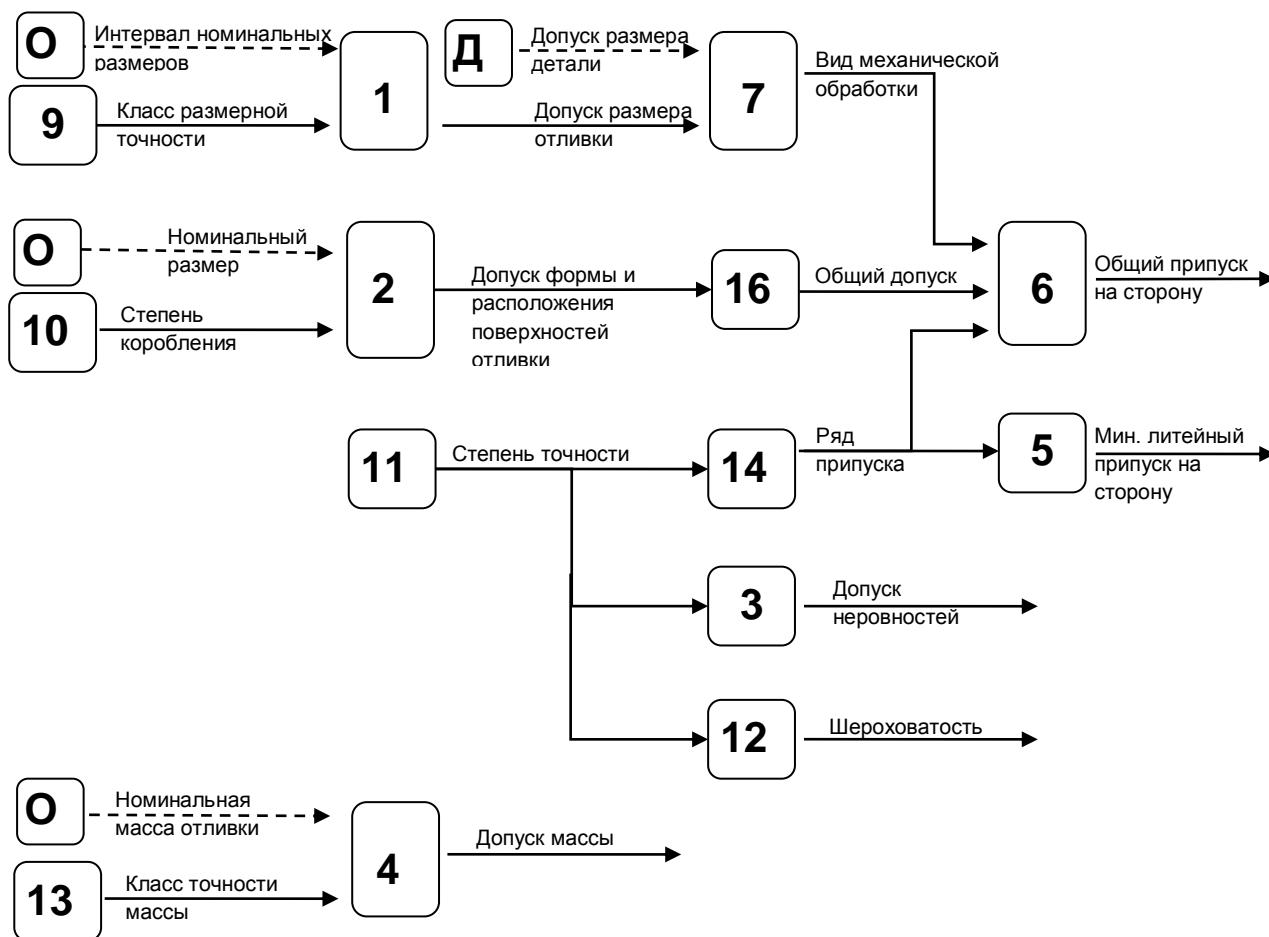 О
Интервал номинальных
размеров
9
Класс размерной
точности
1
Д
Допуск размера
детали
Допуск размера
отливки
7
Вид механической
обработки
О
Номинальный
размер
10
Степень
коробления
2
Допуск формы и
расположения
поверхностей
отливки
16
Общий допуск
6
Общий припуск
на сторону
11
Степень точности
14
Ряд
припуска
5
Мин. литейный
припуск на
сторону
3
Допуск
неровностей
12
Шероховатость
О
Номинальная
масса отливки
13
Класс точности
массы
4
Допуск массы